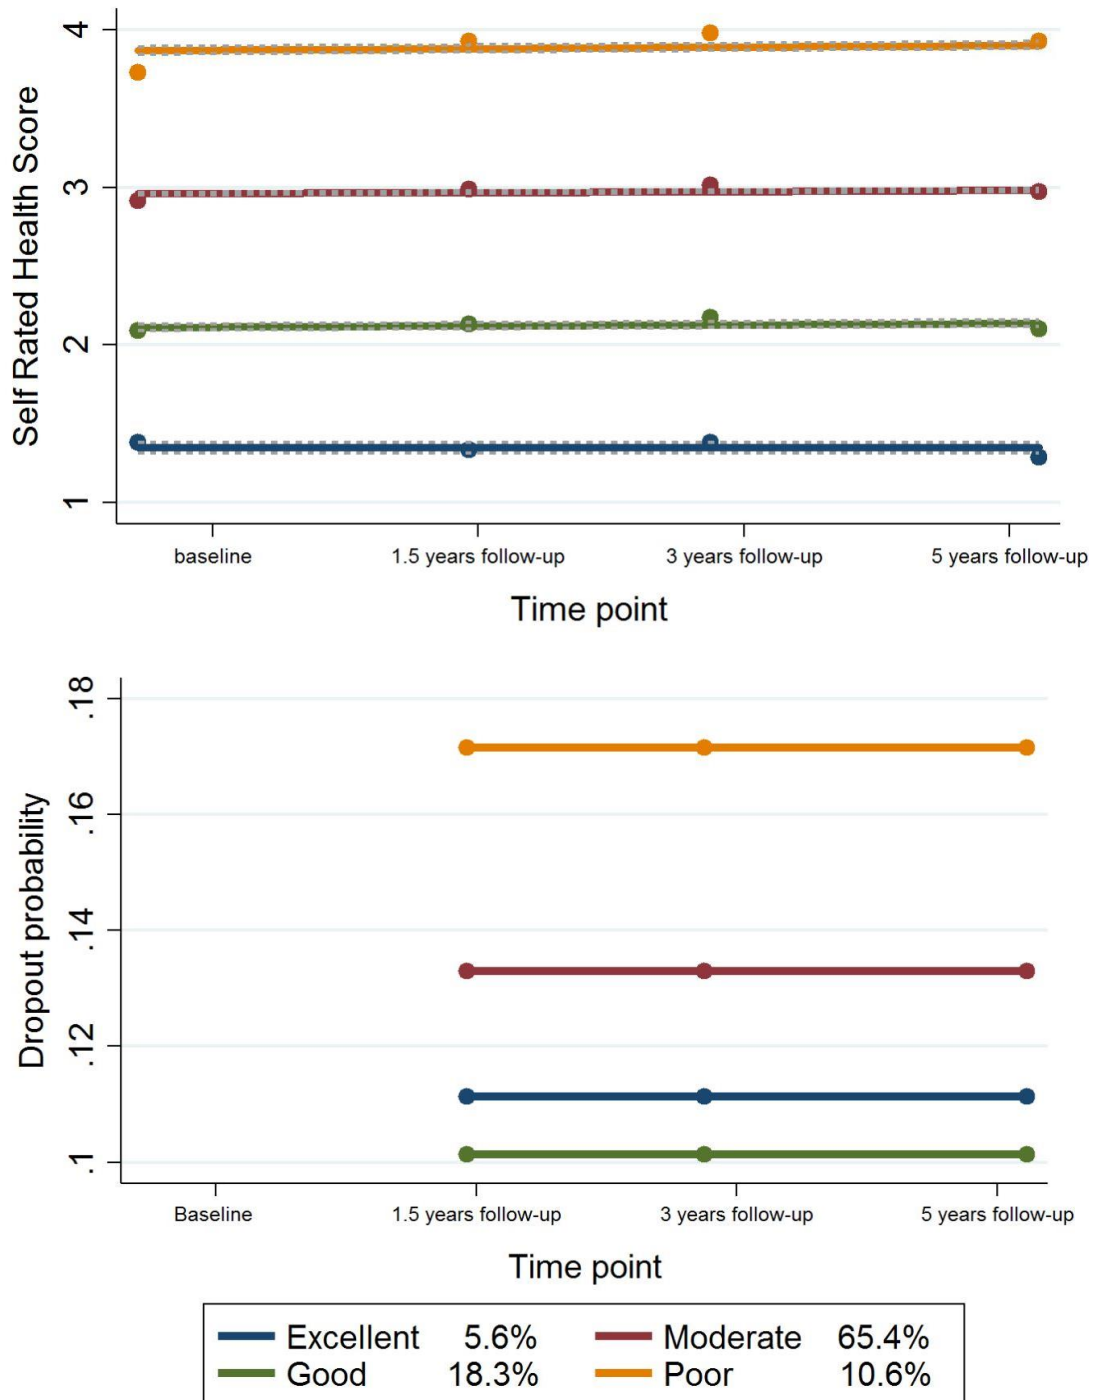 Self Rated Health Score
4
3
2
1
baseline
1.5 years follow-up
3 years follow-up
5 years follow-up
Time point
Dropout probability
.18
.16
.14
.12
.1
Baseline
1.5 years follow-up
3 years follow-up
5 years follow-up
Time point
Excellent 5.6% Moderate 65.4%
Good 18.3% Poor 10.6%